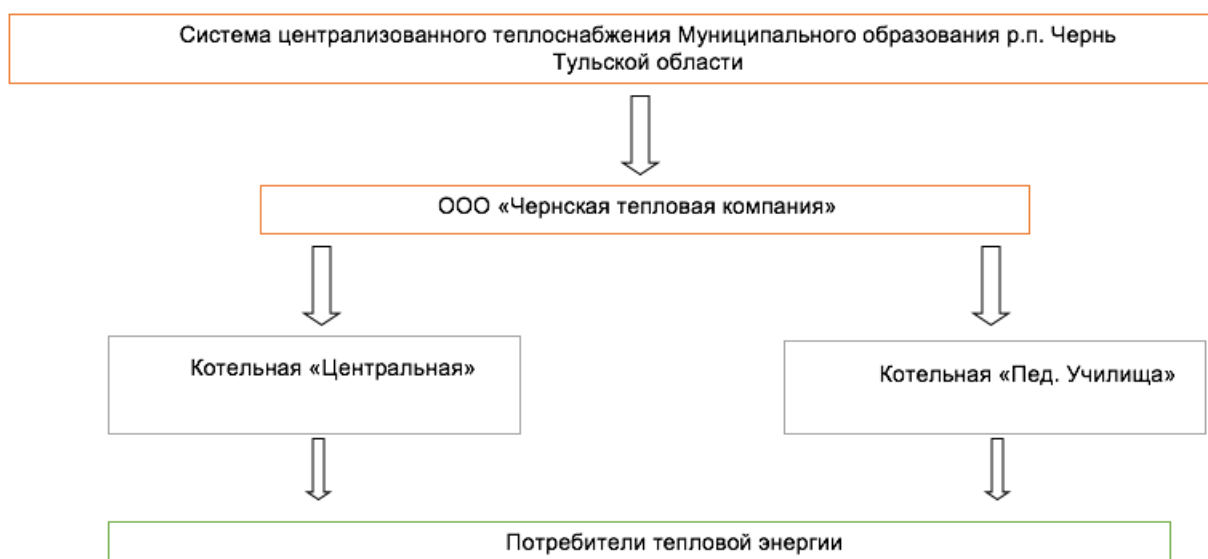 Система централизованного теплоснабжения Муниципального образования р.п. Чернь
Тульской области
ООО «Чернская тепловая компания»
Котельная «Центральная»
Котельная «Пед. Училища»
Потребители тепловой энергии